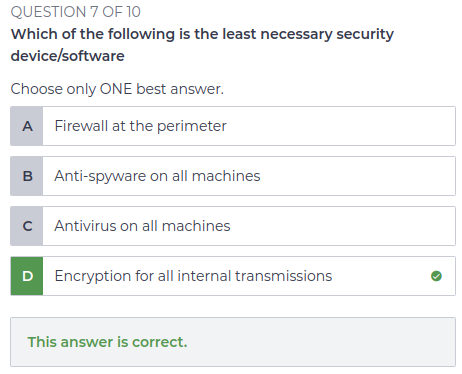 QUESTION 7 OF 10
Which of the following is the least necessary security
device/software
Choose only ONE best answer.
A Firewall at the perimeter
B Anti-spyware on all machines
C Antivirus on all machines
D Encryption for all internal transmissions
This answer is correct.